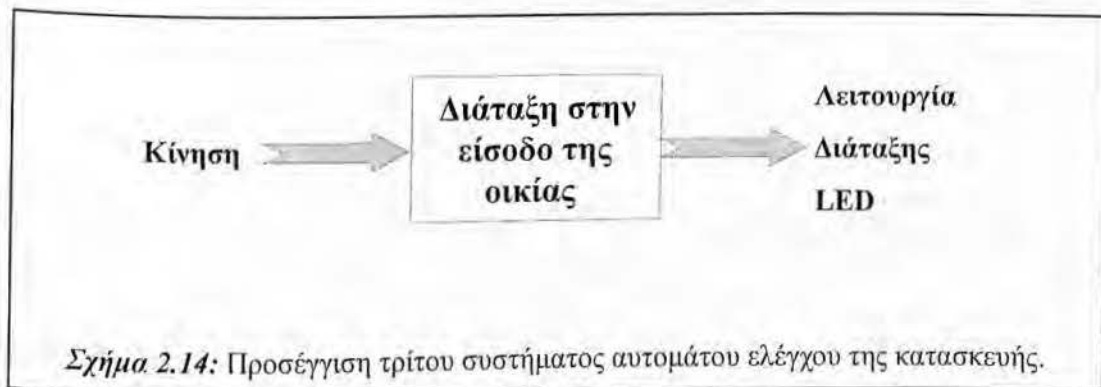 Κίνηση
Διάταξη στην
είσοδο της
οικίας
Λειτουργία
Διάταξης
LED
Σχήμα 2.14: Προσέγγιση τρίτου συστήματος αυτομάτου ελέγχου της κατασκευής.